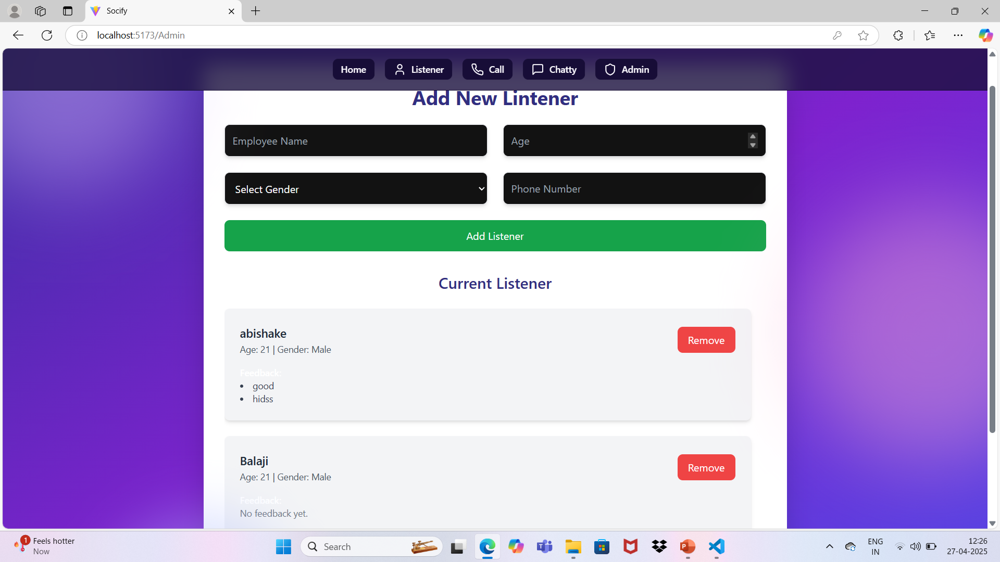 Socify
localhost:5173/Admin
Home Listener Call Chatty Admin
Add New Lintener
Employee Name Age
Select Gender Phone Number
Add Listener
Current Listener
abishake
Age: 21 | Gender: Male
Remove
Feedback:
• good
• hidss
Balaji
Age: 21 | Gender: Male
Remove
Feedback:
No feedback yet.
1
Feels hotter
Now
Search
ENG
IN
12:26
27-04-2025